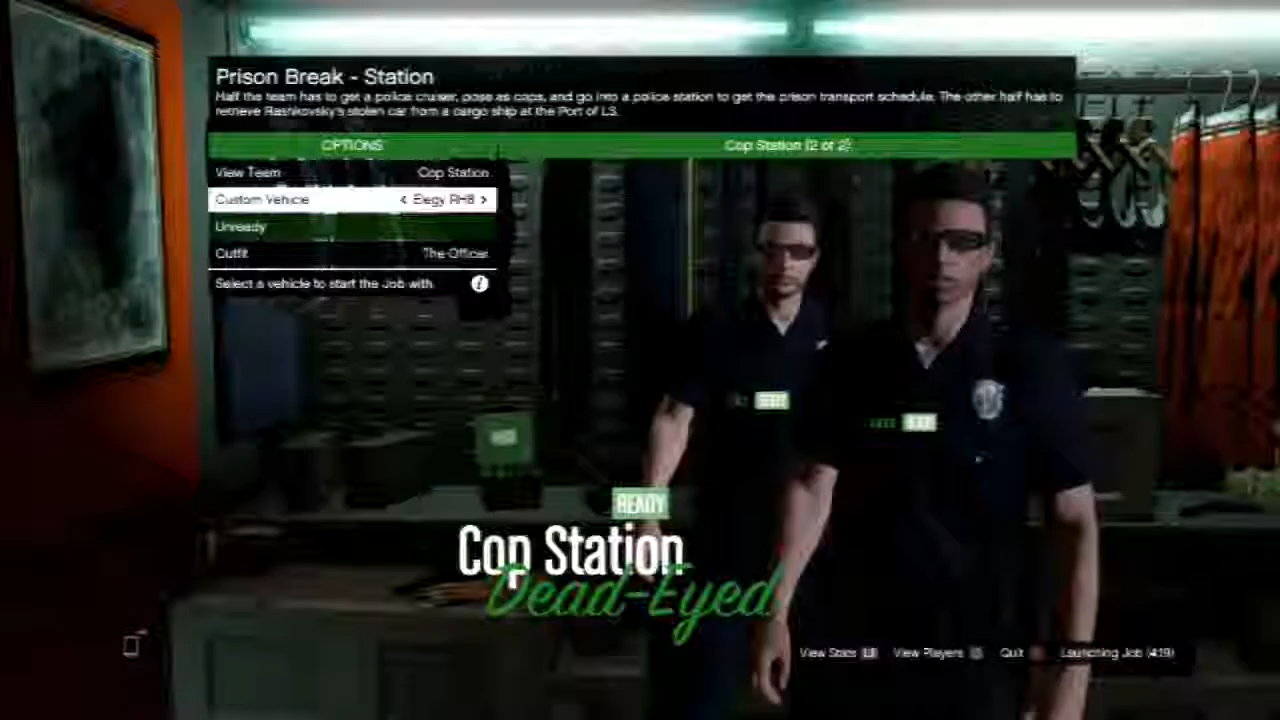 Prison Break - Station
Half the team has to get a police cruiser, pose as cops, and go into a police station to get the prison transport schedule. The other half has to
retrieve Rashkovsky's stolen car from a cargo ship at the Port of LS.
OPTIONS
Cop Station (2 of 2)
View Team Cop Station
Custom Vehicle < Elegy RH8 >
Unready
Outfit The Officer
Select a vehicle to start the Job with.
READY
Cop Station
Dead-Eyed
View Stats
View Players
Quit
Launching Job (4:19)